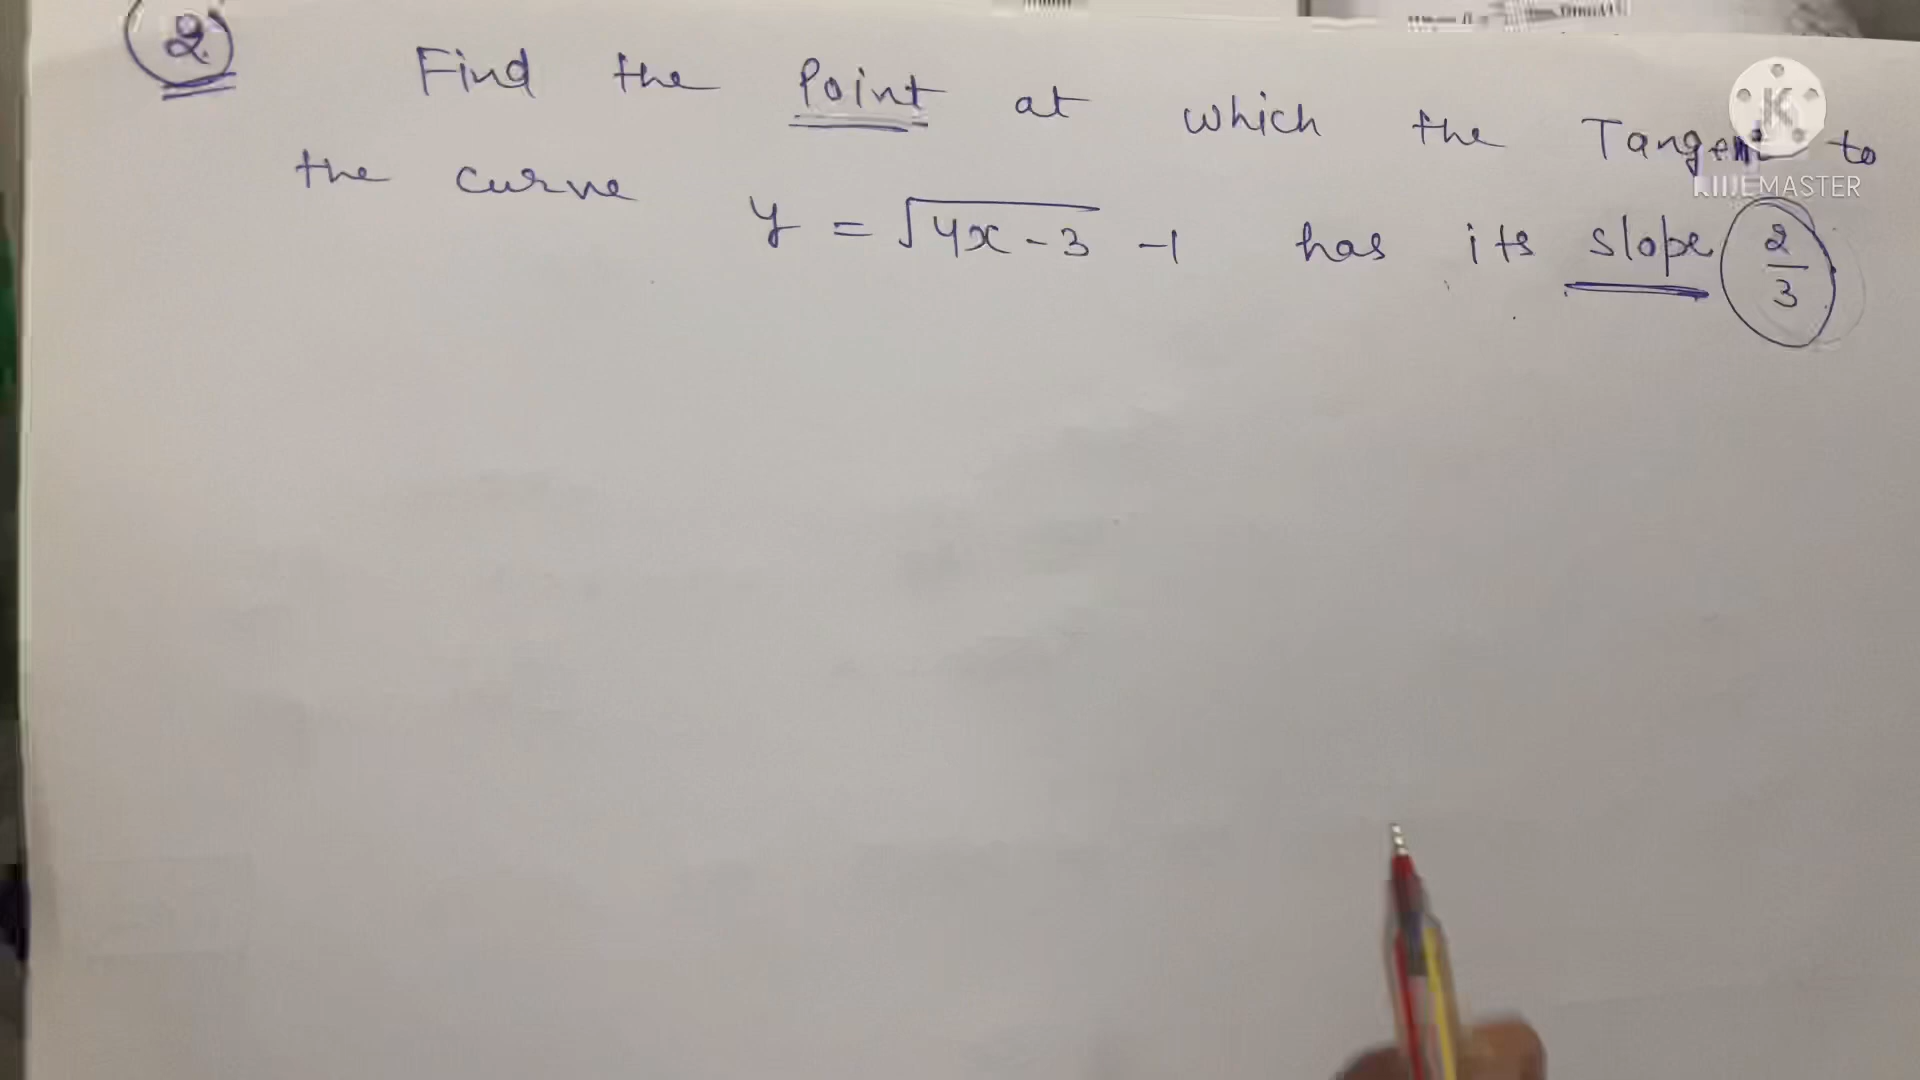 2 Find the Point at which the Tangent to
the curve y = √4x - 3 -1 has its slope 2/3
K
KINEMASTER